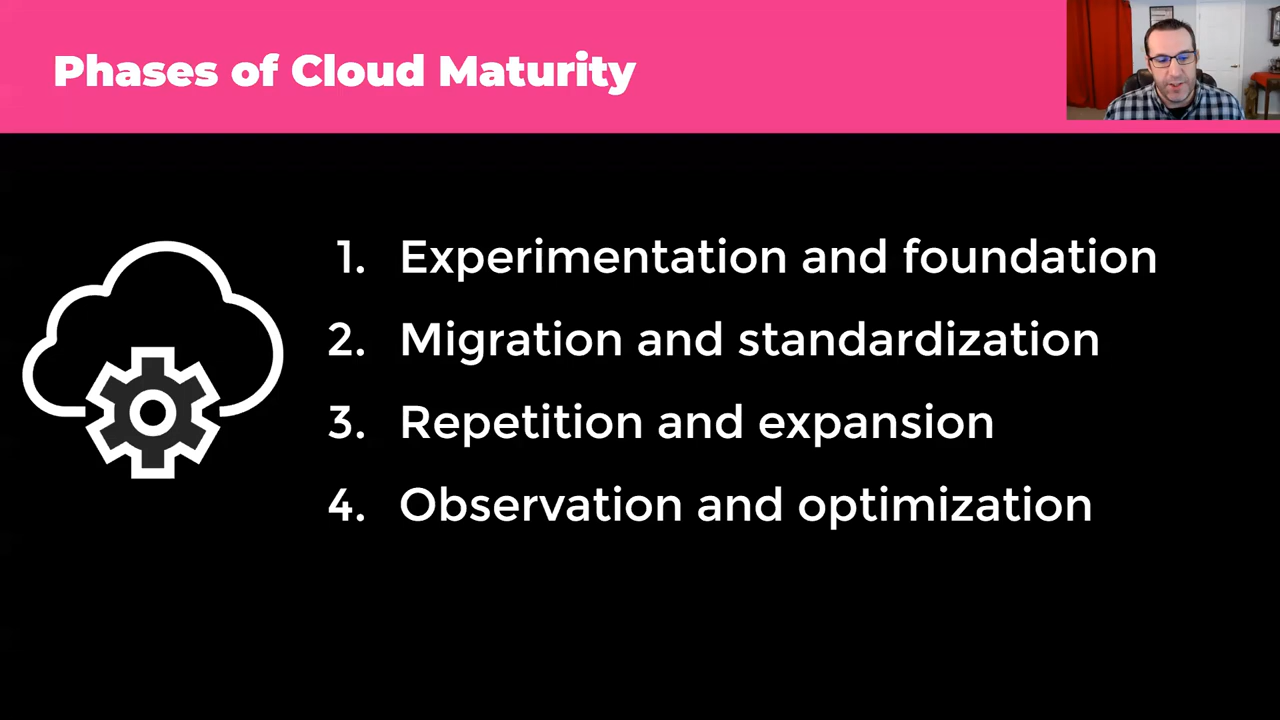 Phases of Cloud Maturity
1. Experimentation and foundation
2. Migration and standardization
3. Repetition and expansion
4. Observation and optimization